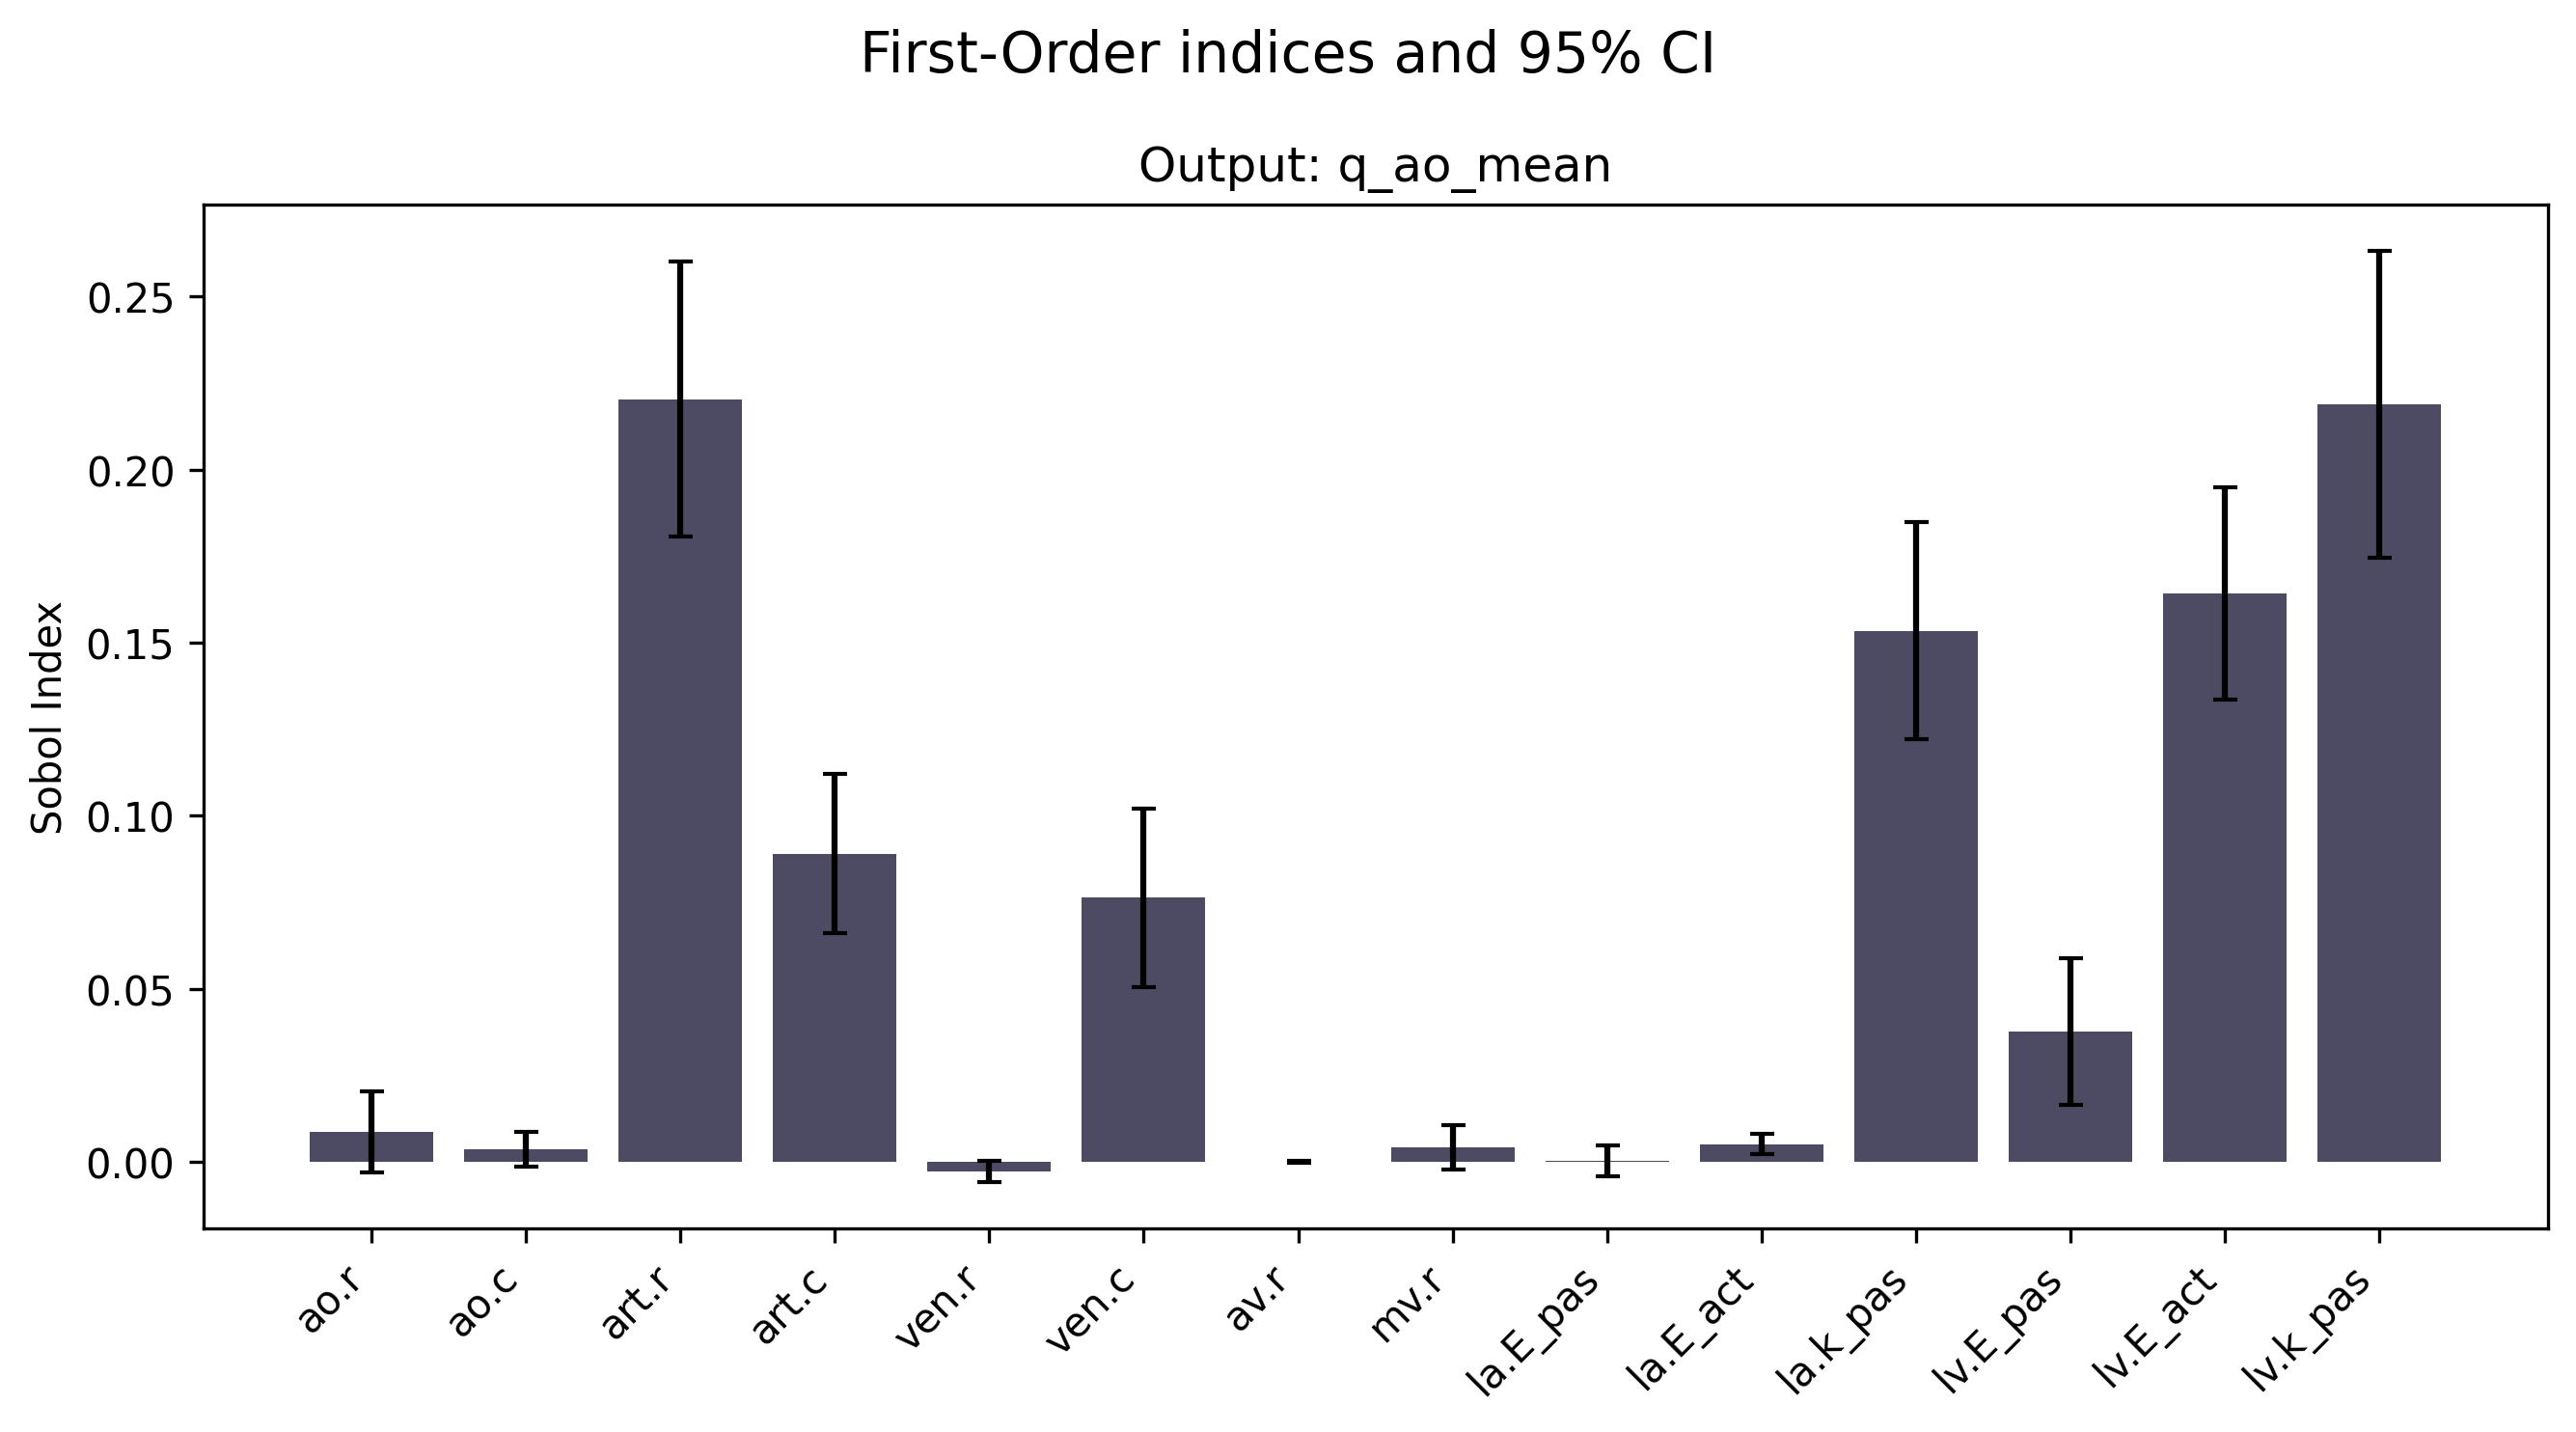 First-Order indices and 95% CI
Output: q_ao_mean
Sobol Index
0.25
0.20
0.15
0.10
0.05
0.00
ao.r
ao.c
art.r
art.c
ven.r
ven.c
av.r
mv.r
la.E_pas
la.E_act
la.k_pas
lv.E_pas
lv.E_act
lv.k_pas